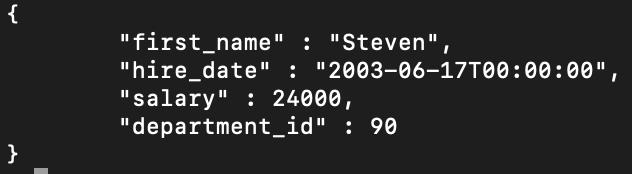 {
"first_name" : "Steven",
"hire_date" : "2003-06-17T00:00:00",
"salary" : 24000,
"department_id" : 90
}